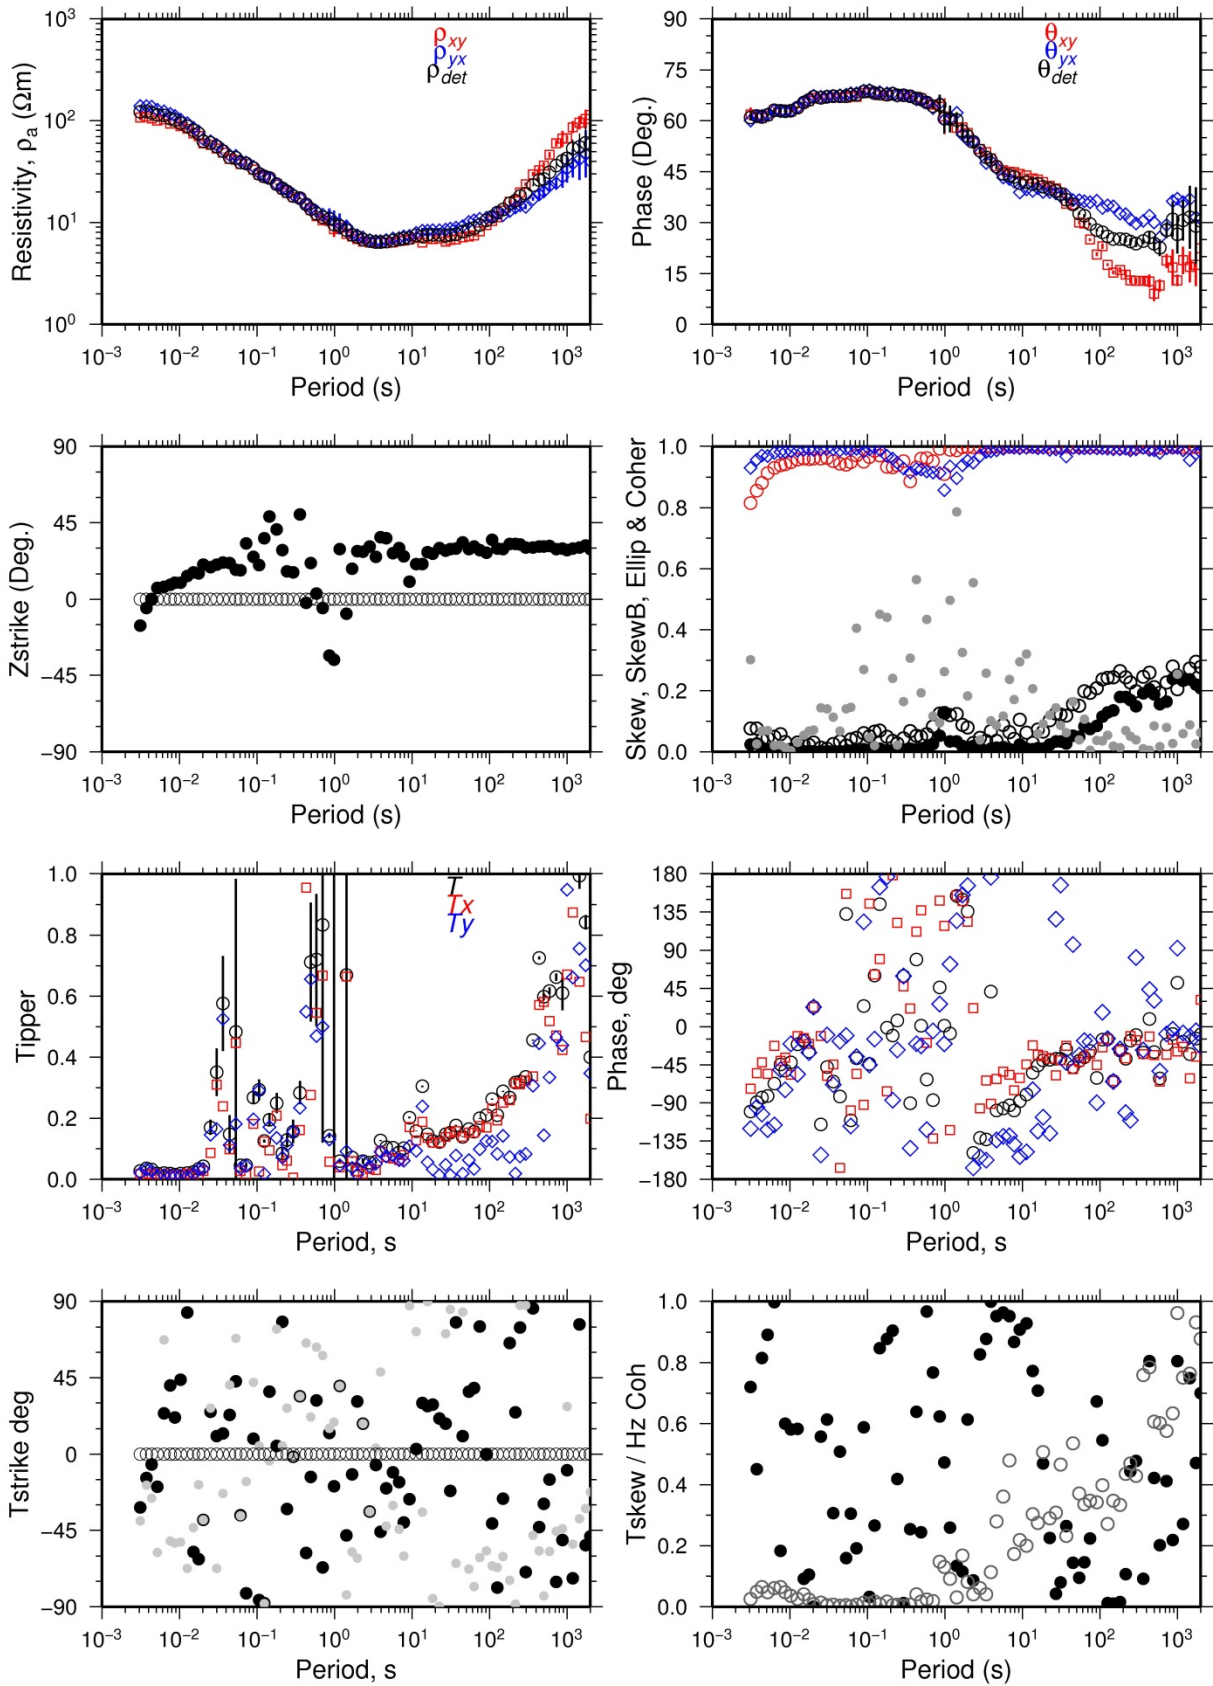 10³ 10² 10¹ 10⁰
Resistivity, ρa (Ωm)
ρxy
ρyx
ρdet
10⁻³ 10⁻² 10⁻¹ 10⁰ 10¹ 10² 10³
Period (s)
90 75 60 45 30 15 0
Phase (Deg.)
θxy
θyx
θdet
10⁻³ 10⁻² 10⁻¹ 10⁰ 10¹ 10² 10³
Period (s)
90 45 0 −45 −90
Zstrike (Deg.)
10⁻³ 10⁻² 10⁻¹ 10⁰ 10¹ 10² 10³
Period (s)
1.0 0.8 0.6 0.4 0.2 0.0
Skew, SkewB, Ellip & Coher
10⁻³ 10⁻² 10⁻¹ 10⁰ 10¹ 10² 10³
Period (s)
1.0 0.8 0.6 0.4 0.2 0.0
Tipper
T
Tx
Ty
10⁻³ 10⁻² 10⁻¹ 10⁰ 10¹ 10² 10³
Period, s
180 135 90 45 0 −45 −90 −135 −180
Phase, deg
10⁻³ 10⁻² 10⁻¹ 10⁰ 10¹ 10² 10³
Period, s
90 45 0 −45 −90
Tstrike deg
10⁻³ 10⁻² 10⁻¹ 10⁰ 10¹ 10² 10³
Period, s
1.0 0.8 0.6 0.4 0.2 0.0
Tskew / Hz Coh
10⁻³ 10⁻² 10⁻¹ 10⁰ 10¹ 10² 10³
Period (s)